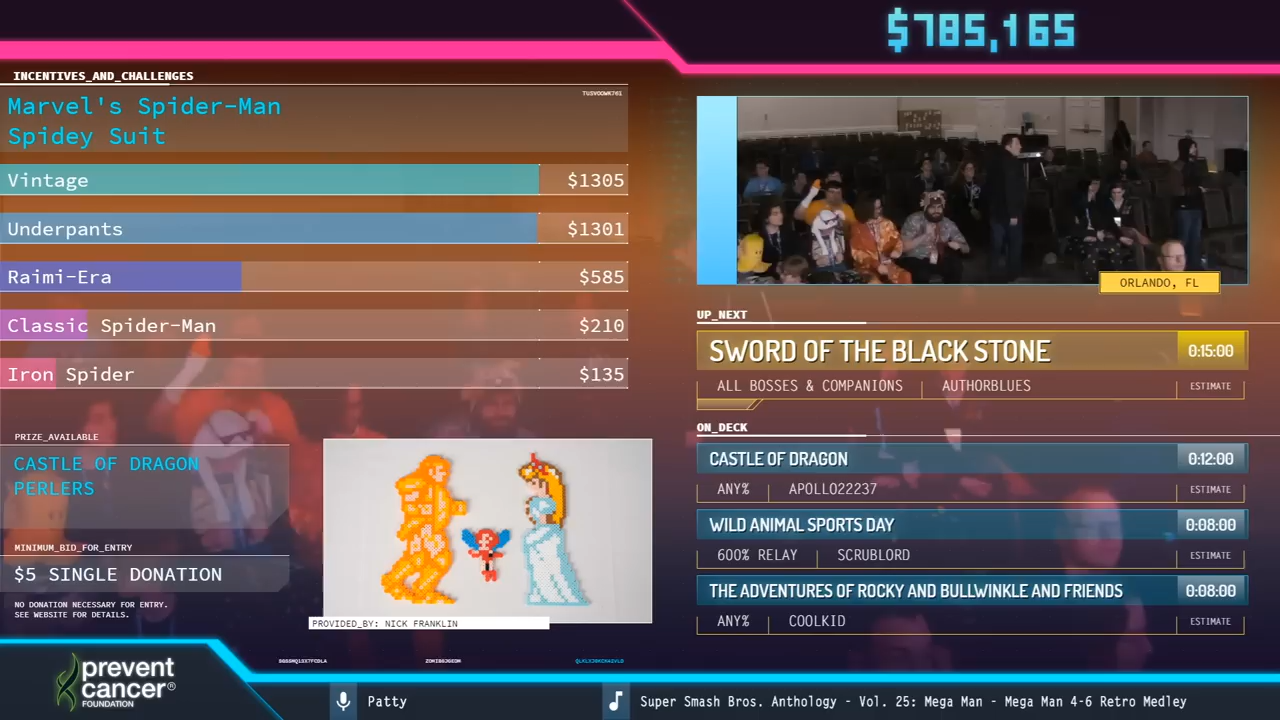 $785,165
INCENTIVES_AND_CHALLENGES
Marvel's Spider-Man
Spidey Suit
Vintage $1305
Underpants $1301
Raimi-Era $585
Classic Spider-Man $210
Iron Spider $135
PRIZE_AVAILABLE
CASTLE OF DRAGON
PERLERS
MINIMUM_BID_FOR_ENTRY
$5 SINGLE DONATION
NO DONATION NECESSARY FOR ENTRY.
SEE WEBSITE FOR DETAILS.
PROVIDED_BY: NICK FRANKLIN
ORLANDO, FL
UP_NEXT
SWORD OF THE BLACK STONE 0:15:00
ALL BOSSES & COMPANIONS AUTHORBLUES ESTIMATE
ON_DECK
CASTLE OF DRAGON 0:12:00
ANY% APOLLO22237 ESTIMATE
WILD ANIMAL SPORTS DAY 0:08:00
600% RELAY SCRUBLORD ESTIMATE
THE ADVENTURES OF ROCKY AND BULLWINKLE AND FRIENDS 0:08:00
ANY% COOLKID ESTIMATE
prevent
cancer®
FOUNDATION
Patty
Super Smash Bros. Anthology - Vol. 25: Mega Man - Mega Man 4-6 Retro Medley